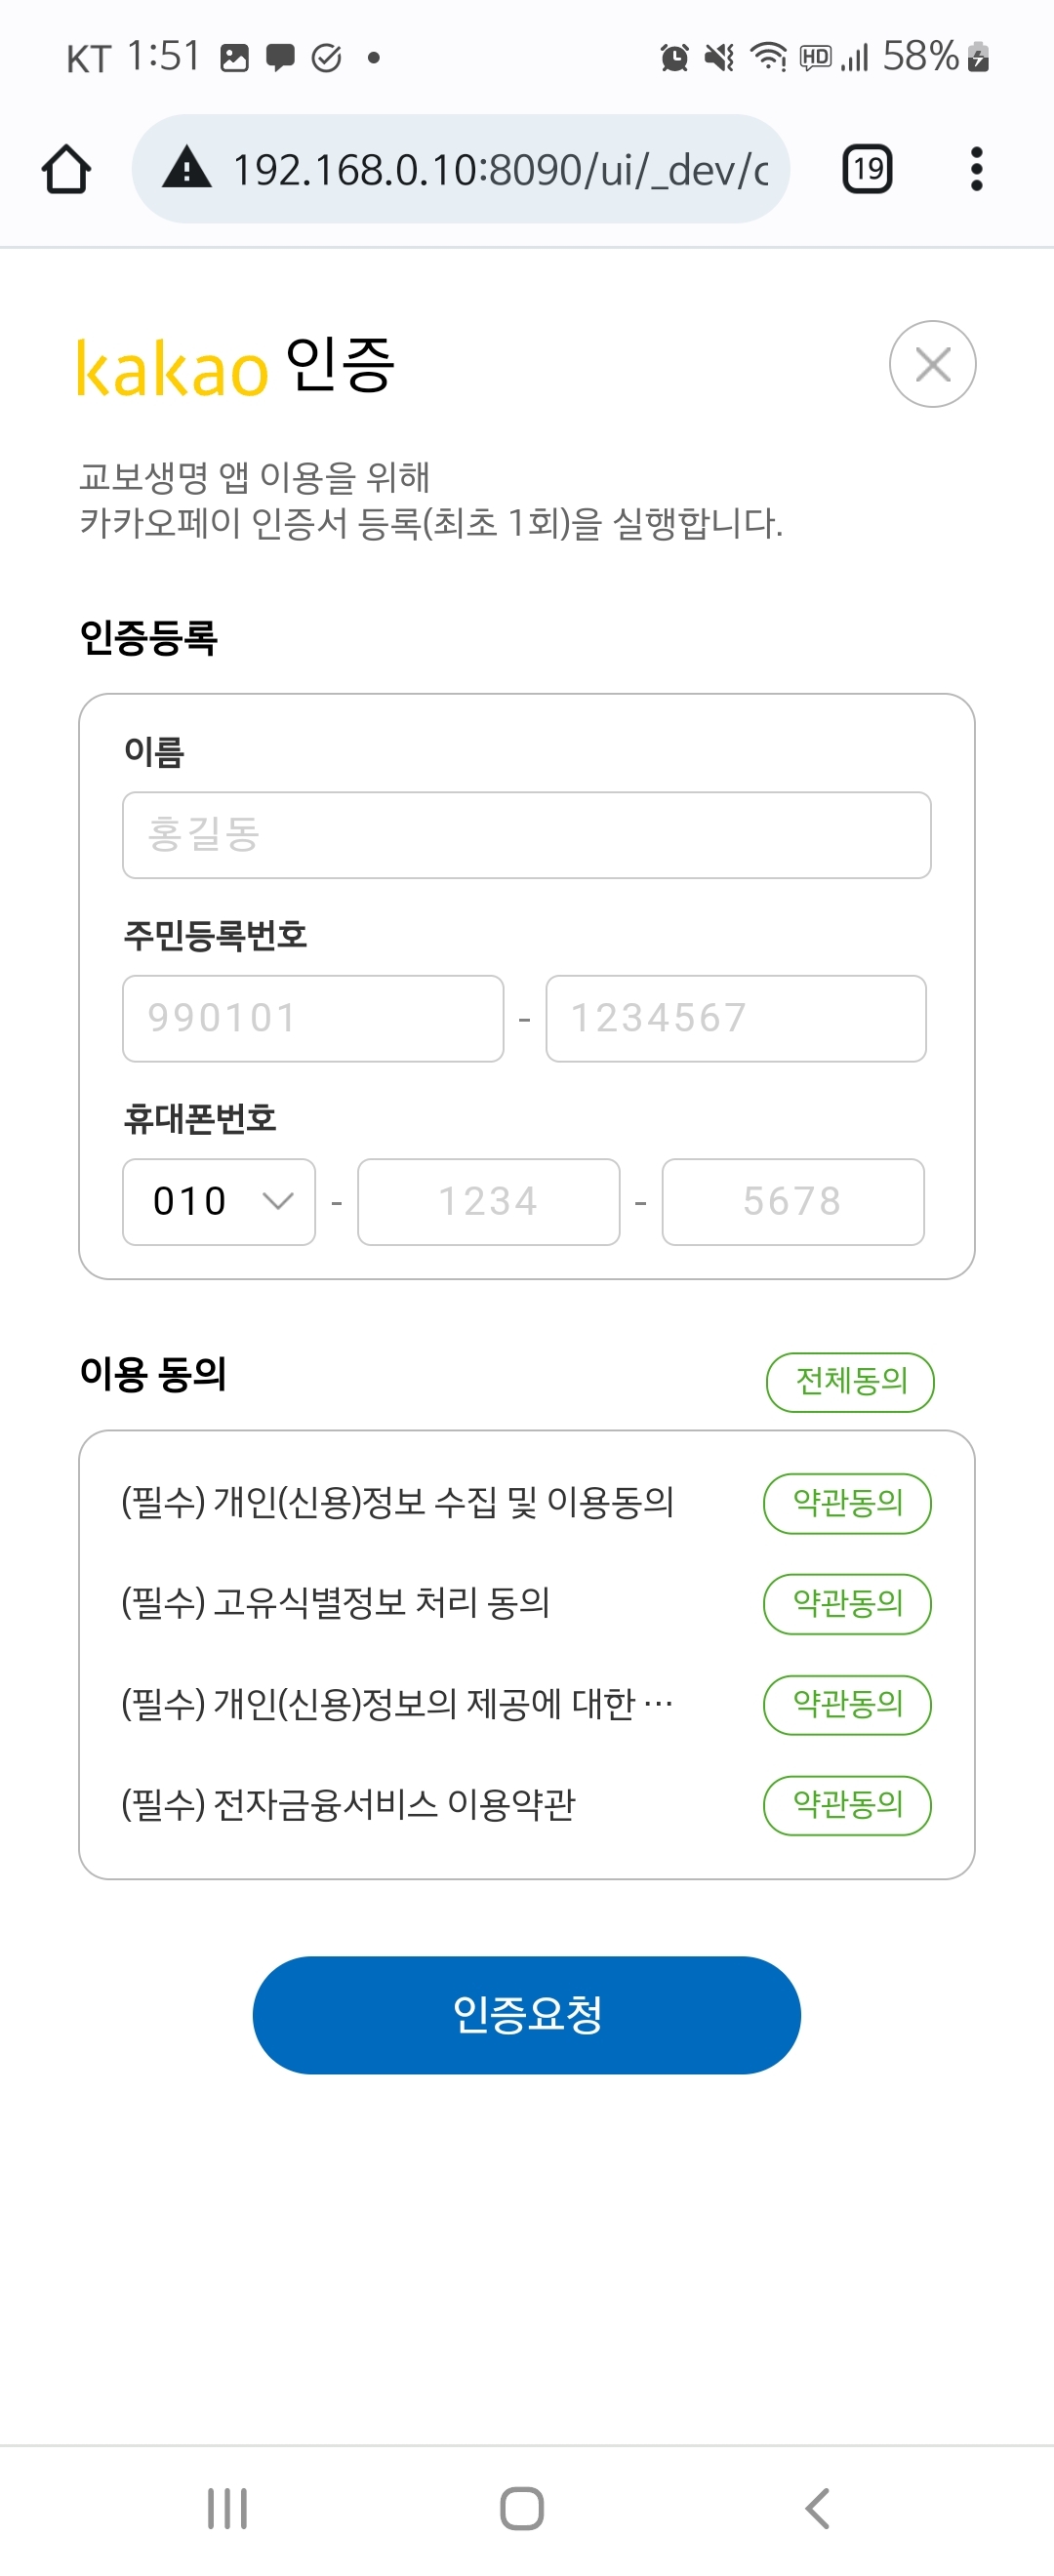 KT 1:51 HD 58%
192.168.0.10:8090/ui/_dev/c
19
kakao 인증
교보생명 앱 이용을 위해
카카오페이 인증서 등록(최초 1회)을 실행합니다.
인증등록
이름
홍길동
주민등록번호
990101 - 1234567
휴대폰번호
010 - 1234 - 5678
이용 동의 전체동의
(필수) 개인(신용)정보 수집 및 이용동의 약관동의
(필수) 고유식별정보 처리 동의 약관동의
(필수) 개인(신용)정보의 제공에 대한 … 약관동의
(필수) 전자금융서비스 이용약관 약관동의
인증요청